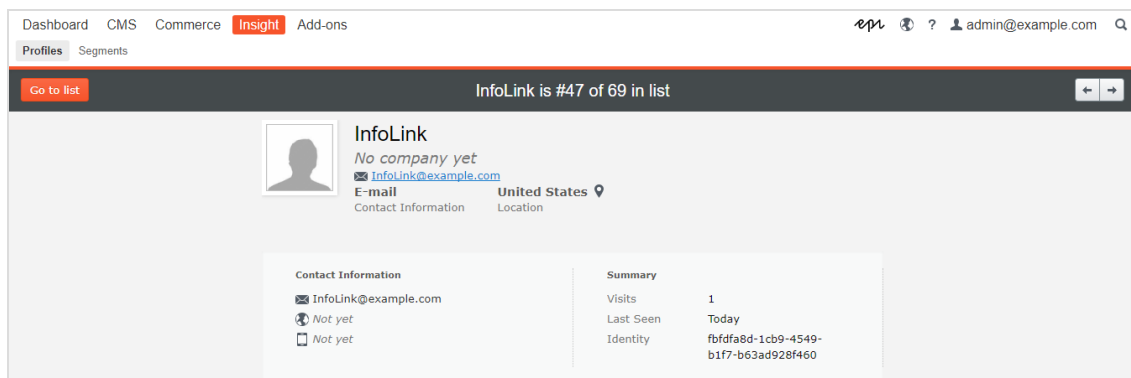 Dashboard CMS Commerce Insight Add-ons epi ? admin@example.com
Profiles Segments
Go to list InfoLink is #47 of 69 in list
InfoLink
No company yet
InfoLink@example.com
E-mail United States
Contact Information Location
Contact Information Summary
InfoLink@example.com Visits 1
Not yet Last Seen Today
Not yet Identity fbfdfa8d-1cb9-4549-
b1f7-b63ad928f460